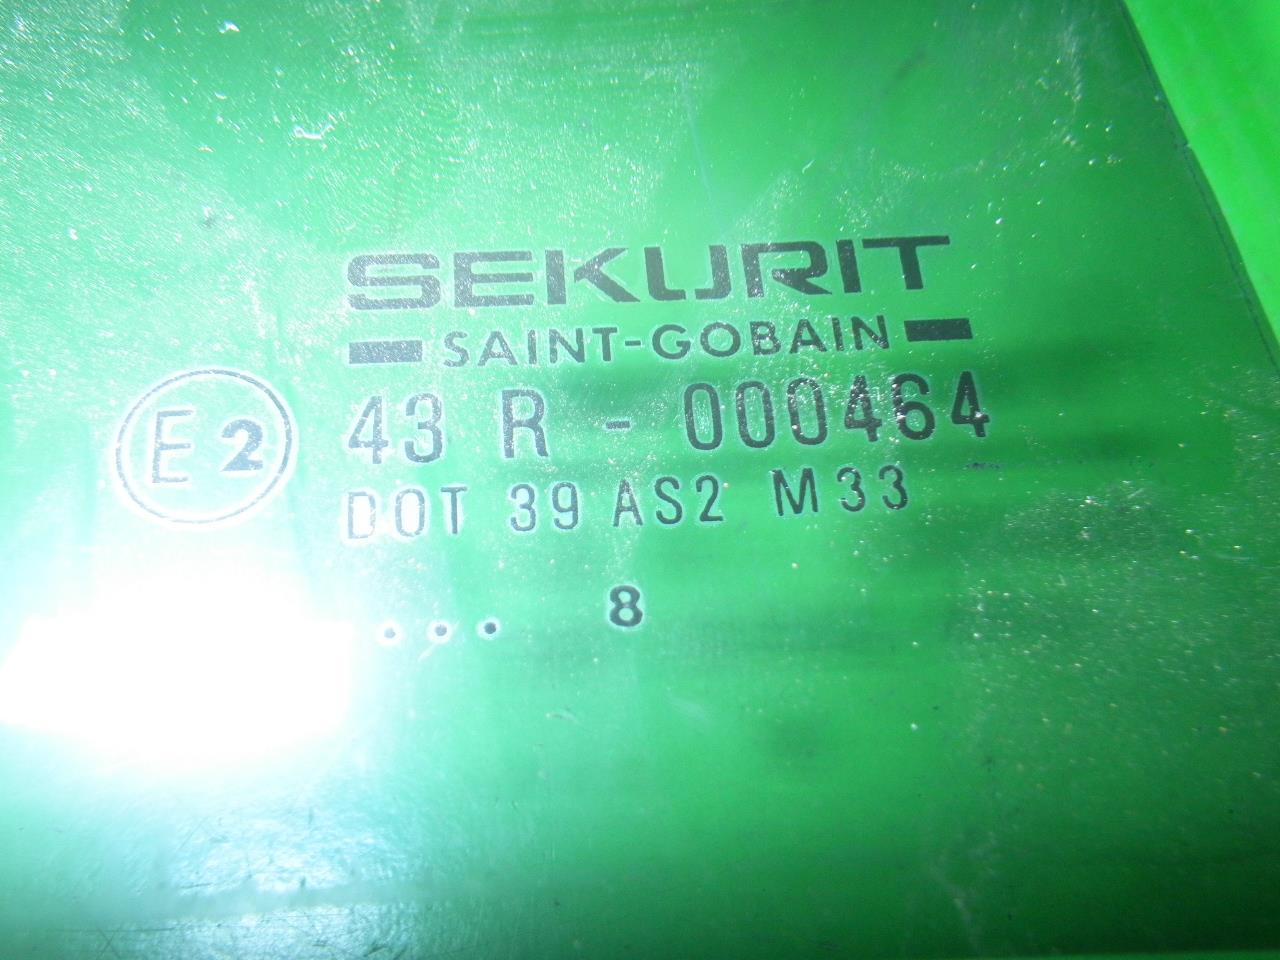 SEKURIT
SAINT-GOBAIN
E2 43 R - 000464
DOT 39 AS2 M33
... 8